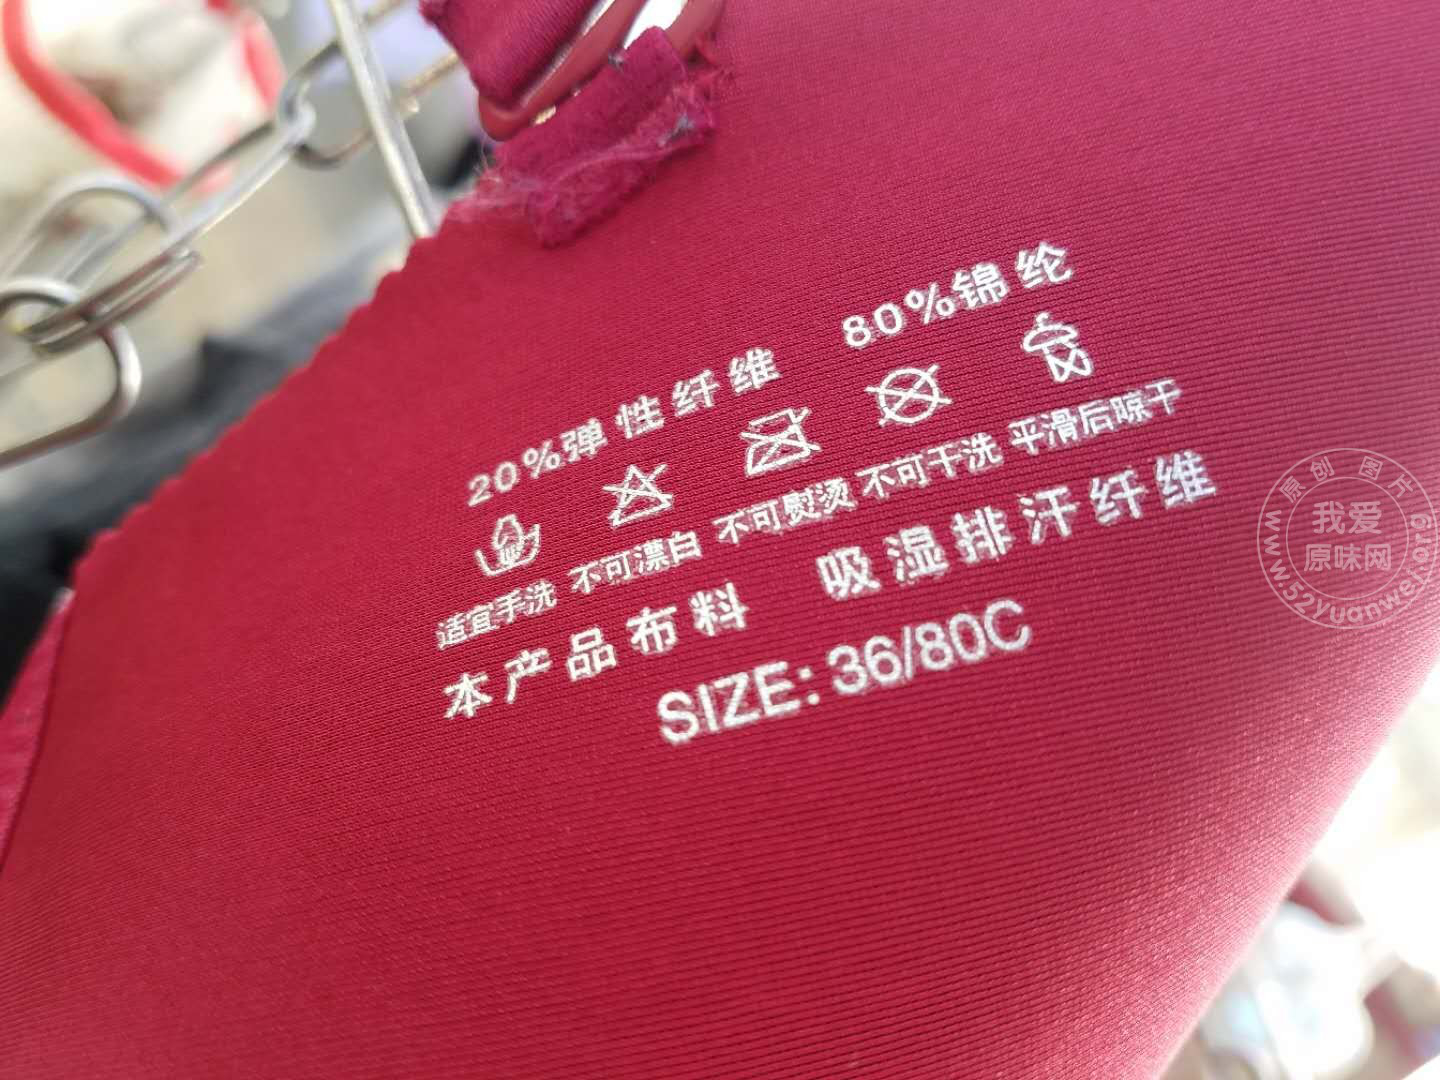 20%弹性纤维 80%锦纶
适宜手洗 不可漂白 不可熨烫 不可干洗 平滑后晾干
本产品布料 吸湿排汗纤维
SIZE: 36/80C
原创图片
我爱
原味网
www.52yuanwei.org